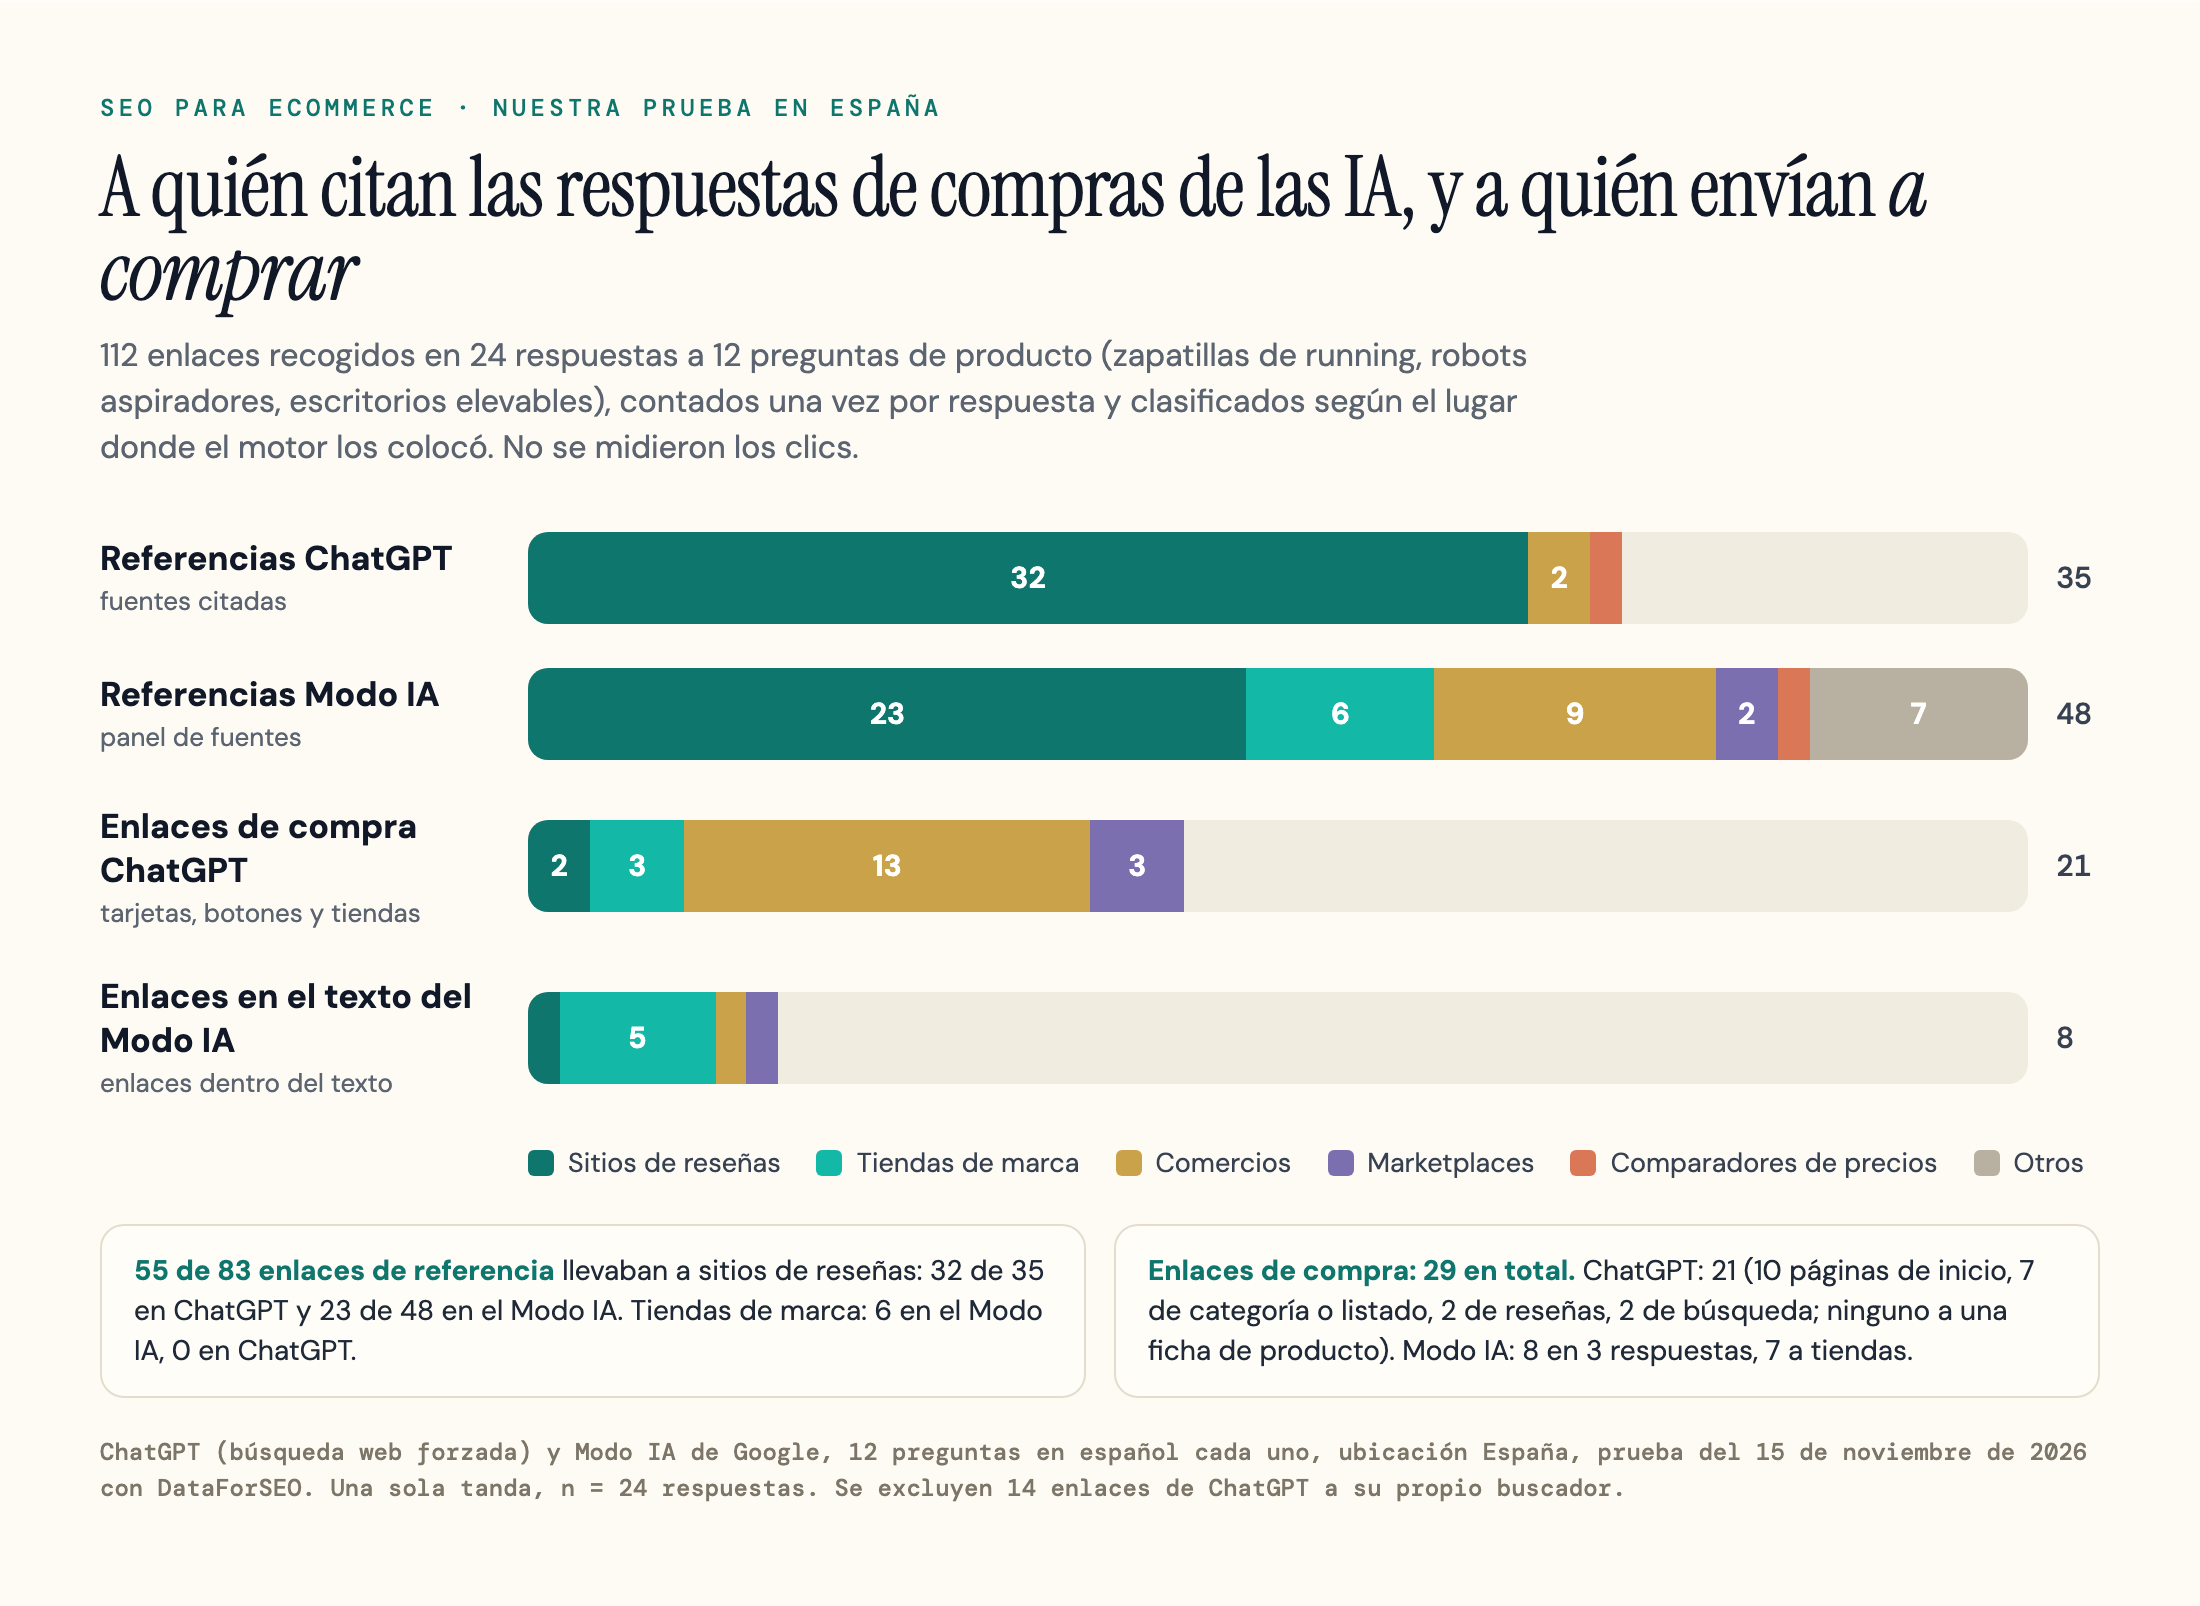 SEO PARA ECOMMERCE · NUESTRA PRUEBA EN ESPAÑA
A quién citan las respuestas de compras de las IA, y a quién envían a
comprar
112 enlaces recogidos en 24 respuestas a 12 preguntas de producto (zapatillas de running, robots
aspiradores, escritorios elevables), contados una vez por respuesta y clasificados según el lugar
donde el motor los colocó. No se midieron los clics.
Referencias ChatGPT
fuentes citadas
32
2
35
Referencias Modo IA
panel de fuentes
23
6
9
2
7
48
Enlaces de compra
ChatGPT
tarjetas, botones y tiendas
2
3
13
3
21
Enlaces en el texto del
Modo IA
enlaces dentro del texto
5
8
Sitios de reseñas
Tiendas de marca
Comercios
Marketplaces
Comparadores de precios
Otros
55 de 83 enlaces de referencia llevaban a sitios de reseñas: 32 de 35
en ChatGPT y 23 de 48 en el Modo IA. Tiendas de marca: 6 en el Modo
IA, 0 en ChatGPT.
Enlaces de compra: 29 en total. ChatGPT: 21 (10 páginas de inicio, 7
de categoría o listado, 2 de reseñas, 2 de búsqueda; ninguno a una
ficha de producto). Modo IA: 8 en 3 respuestas, 7 a tiendas.
ChatGPT (búsqueda web forzada) y Modo IA de Google, 12 preguntas en español cada uno, ubicación España, prueba del 15 de noviembre de 2026
con DataForSEO. Una sola tanda, n = 24 respuestas. Se excluyen 14 enlaces de ChatGPT a su propio buscador.